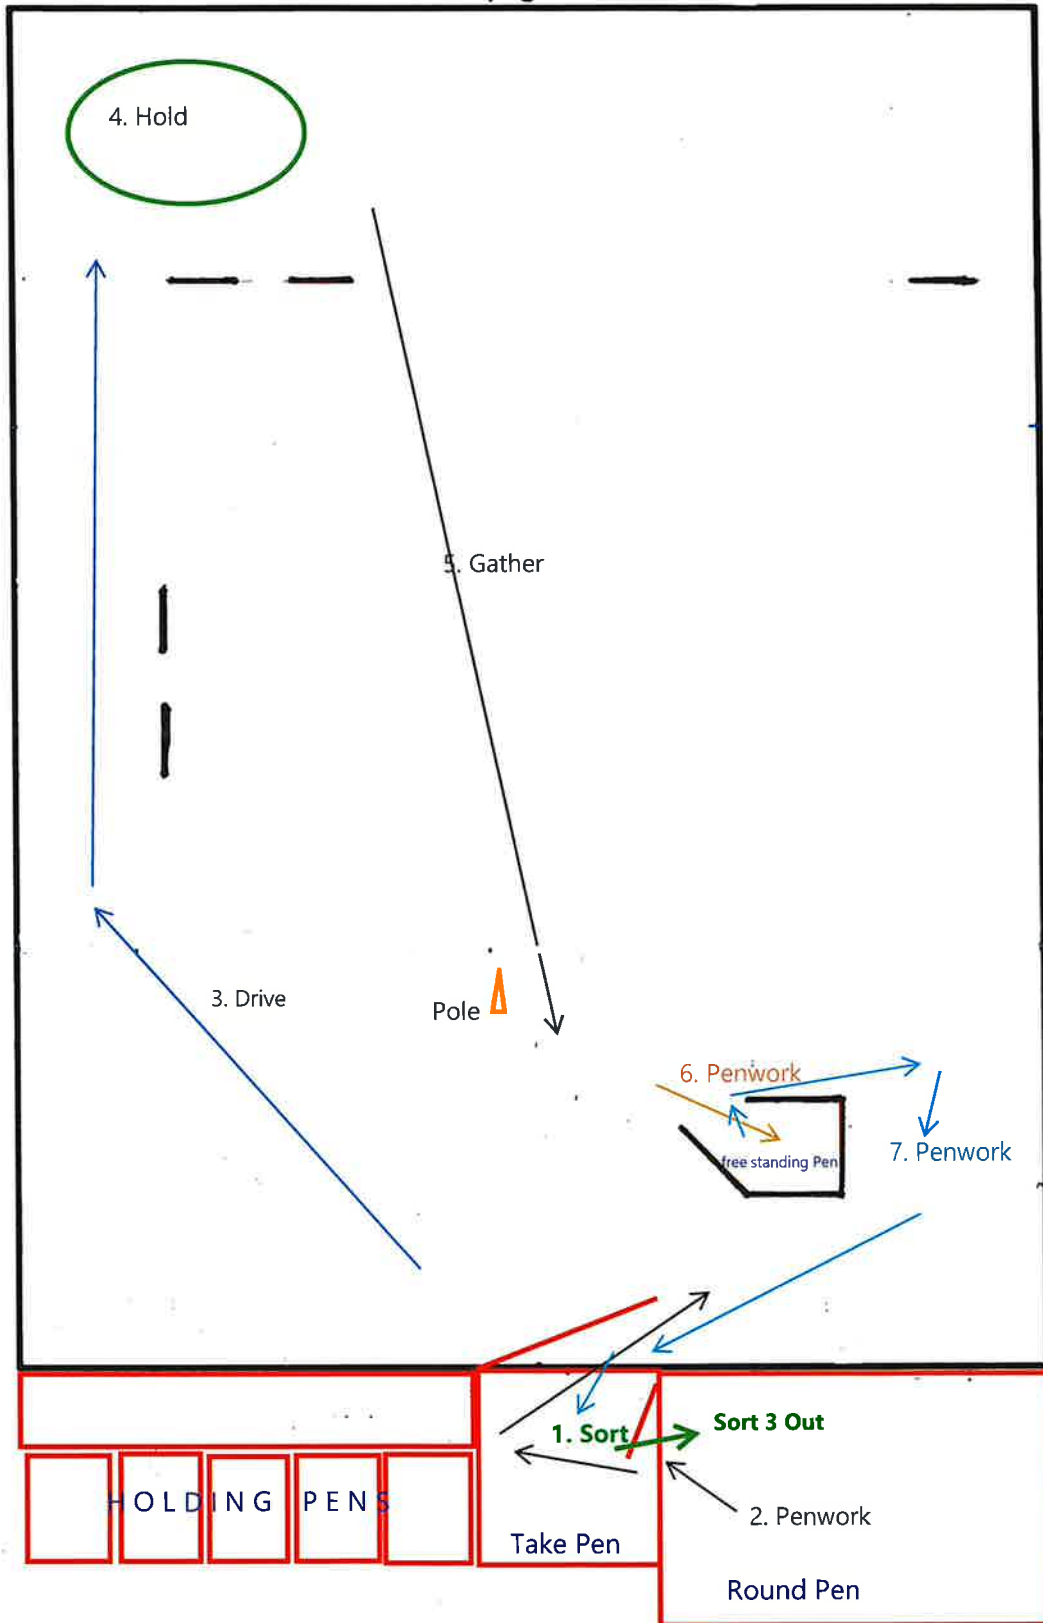 4. Hold
5. Gather
3. Drive
Pole
6. Penwork
free standing Pen
7. Penwork
1. Sort
Sort 3 Out
HOLDING PENS
2. Penwork
Take Pen
Round Pen